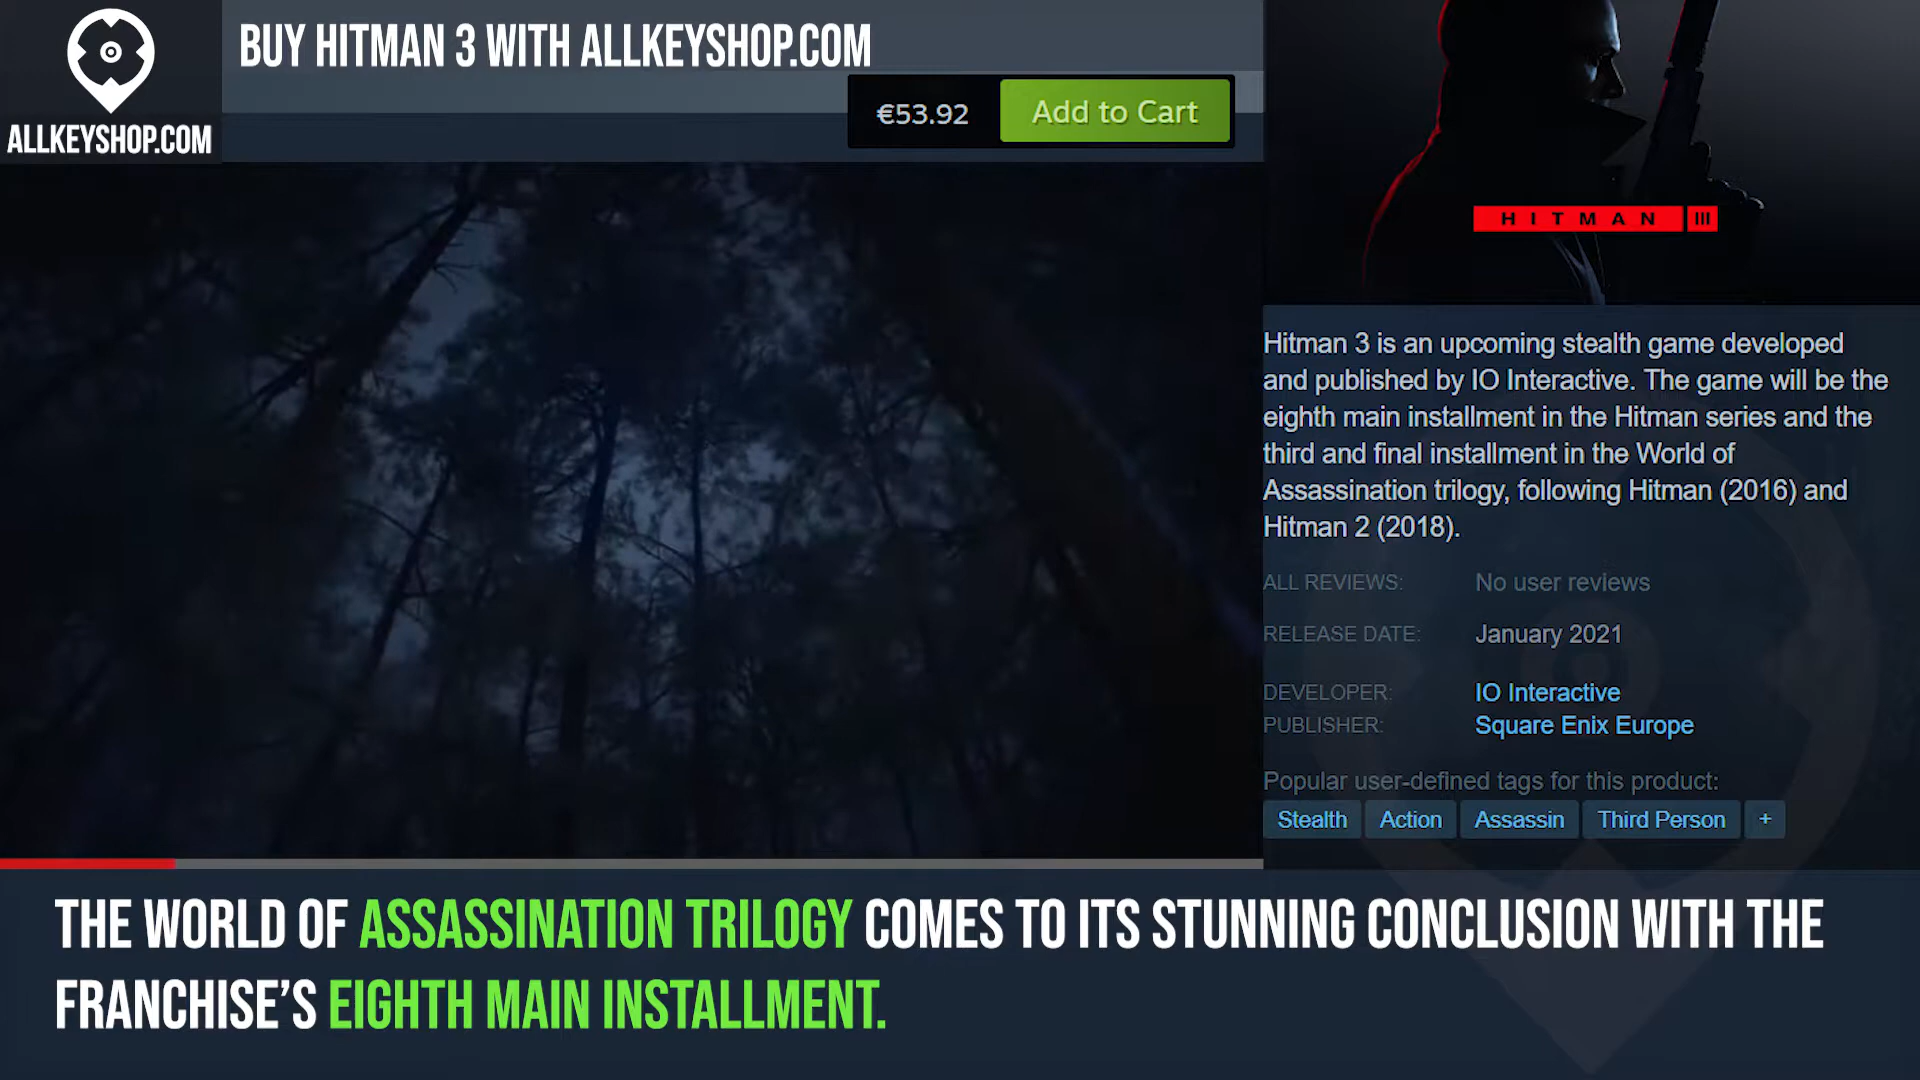 ALLKEYSHOP.COM
BUY HITMAN 3 WITH ALLKEYSHOP.COM
€53.92
Add to Cart
HITMAN III
Hitman 3 is an upcoming stealth game developed
and published by IO Interactive. The game will be the
eighth main installment in the Hitman series and the
third and final installment in the World of
Assassination trilogy, following Hitman (2016) and
Hitman 2 (2018).
ALL REVIEWS: No user reviews
RELEASE DATE: January 2021
DEVELOPER: IO Interactive
PUBLISHER: Square Enix Europe
Popular user-defined tags for this product:
Stealth Action Assassin Third Person +
THE WORLD OF ASSASSINATION TRILOGY COMES TO ITS STUNNING CONCLUSION WITH THE
FRANCHISE’S EIGHTH MAIN INSTALLMENT.